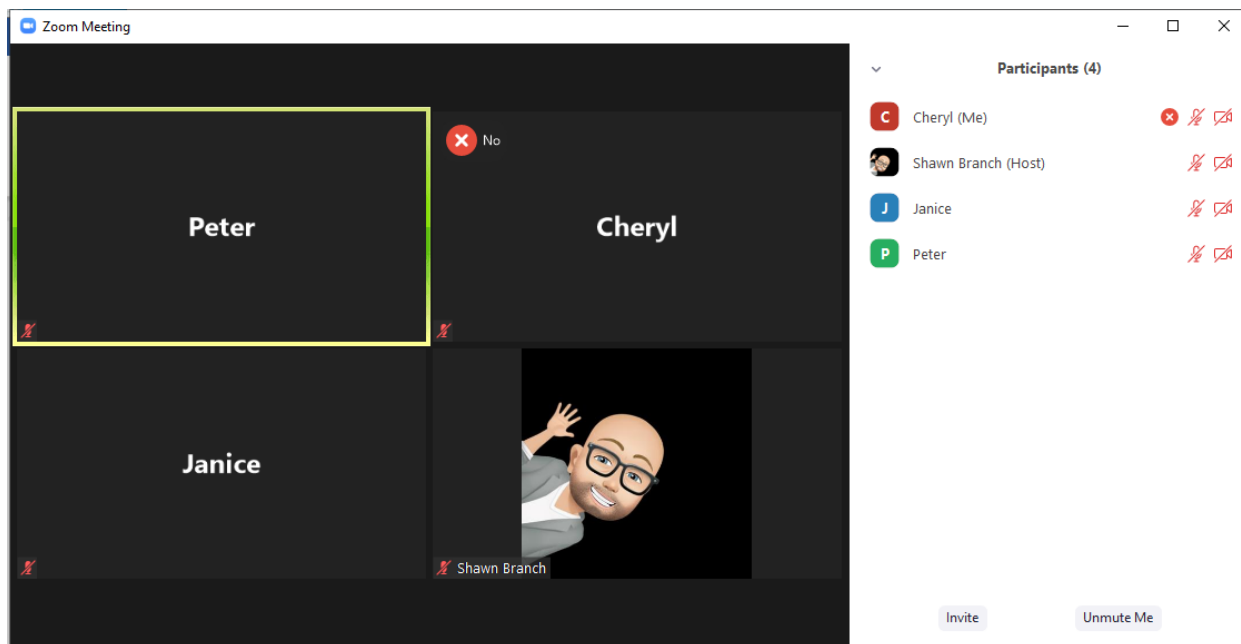 Zoom Meeting
Peter
No
Cheryl
Janice
Shawn Branch
Participants (4)
C Cheryl (Me)
Shawn Branch (Host)
J Janice
P Peter
Invite Unmute Me